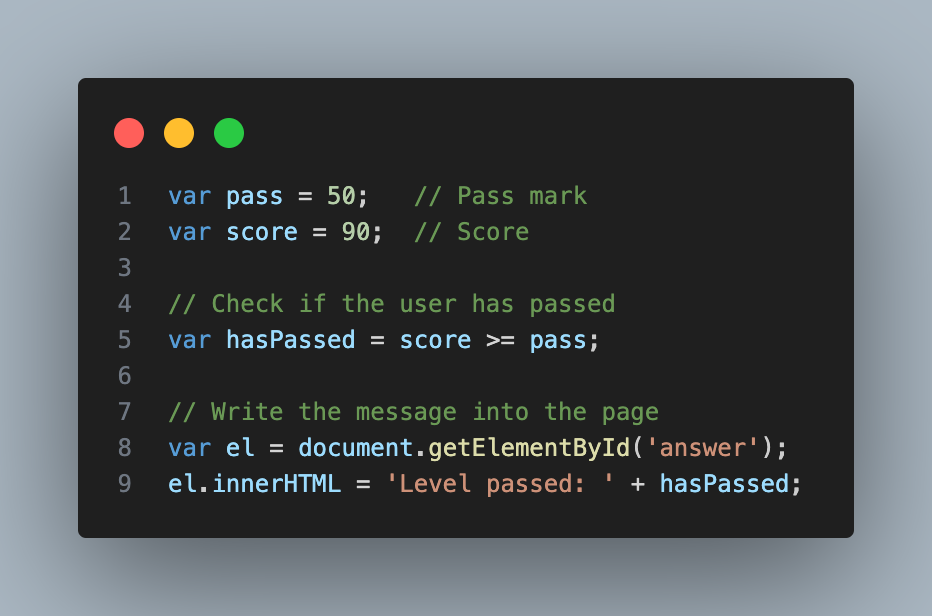 1 var pass = 50;   // Pass mark
2 var score = 90;  // Score
3
4 // Check if the user has passed
5 var hasPassed = score >= pass;
6
7 // Write the message into the page
8 var el = document.getElementById('answer');
9 el.innerHTML = 'Level passed: ' + hasPassed;